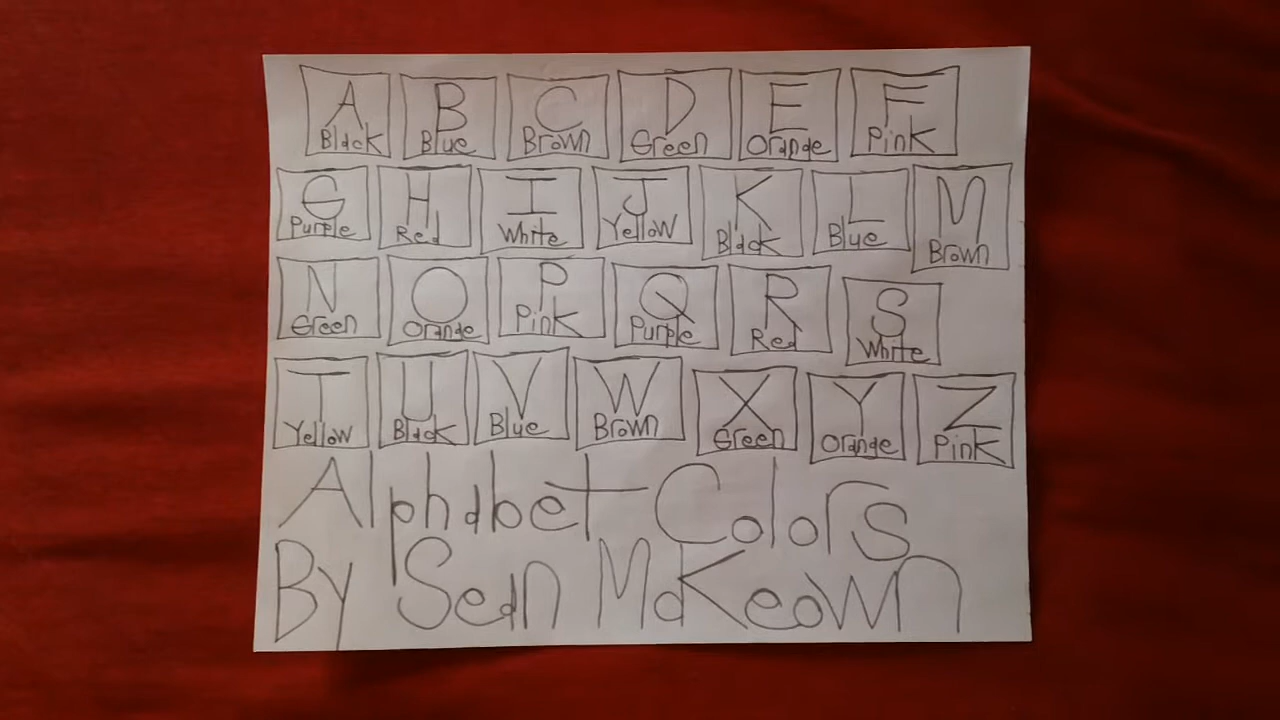 A B C D E F
Black Blue Brown Green Orange Pink
G H I J K L M
Purple Red White Yellow Black Blue Brown
N O P Q R S
Green Orange Pink Purple Red White
T U V W X Y Z
Yellow Black Blue Brown Green Orange Pink
Alphabet Colors
By Sean McKeown